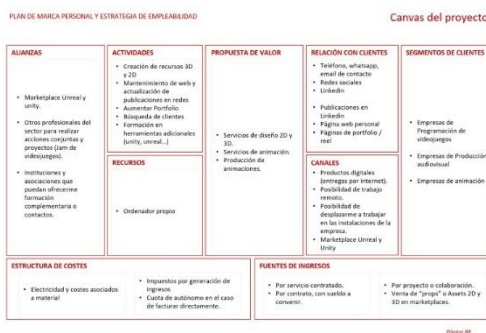 PLAN DE MARCA PERSONAL Y ESTRATEGIA DE EMPLEABILIDAD
Canvas del proyecto
ALIANZAS
• Marketplace Unreal y
unity.
• Otros profesionales del
sector para realizar
acciones conjuntas y
proyectos (Jam de
videojuegos).
• Instituciones y
asociaciones que
puedan ofrecerme
formación
complementaria o
contactos.
ACTIVIDADES
• Creación de recursos 3D
y 2D
• Mantenimiento de web y
actualización de
publicaciones en redes
• Aumentar Portfolio
• Búsqueda de clientes
• Formación en
herramientas adicionales
(unity, unreal...)
RECURSOS
• Ordenador propio
PROPUESTA DE VALOR
• Servicios de diseño 2D y
3D.
• Servicios de animación.
• Producción de
animaciones.
RELACIÓN CON CLIENTES
• Teléfono, whatsapp,
email de contacto
• Redes sociales
• Linkedin
• Publicaciones en
Linkedin
• Página web personal
• Páginas de portfolio /
reel
CANALES
• Productos digitales
(entregas por internet).
• Posibilidad de trabajo
remoto.
• Posibilidad de
desplazarme a trabajar
en las instalaciones de la
empresa.
• Marketplace Unreal y
Unity
SEGMENTOS DE CLIENTES
• Empresas de
Programación de
videojuegos
• Empresas de Producción
audiovisual
• Empresas de animación
ESTRUCTURA DE COSTES
• Electricidad y costes asociados
a material
• Impuestos por generación de
ingresos
• Cuota de autónomo en el caso
de facturar directamente.
FUENTES DE INGRESOS
• Por servicio contratado.
• Por contrato, con sueldo a
convenir.
• Por proyecto o colaboración.
• Venta de "props" o Assets 2D y
3D en marketplaces.